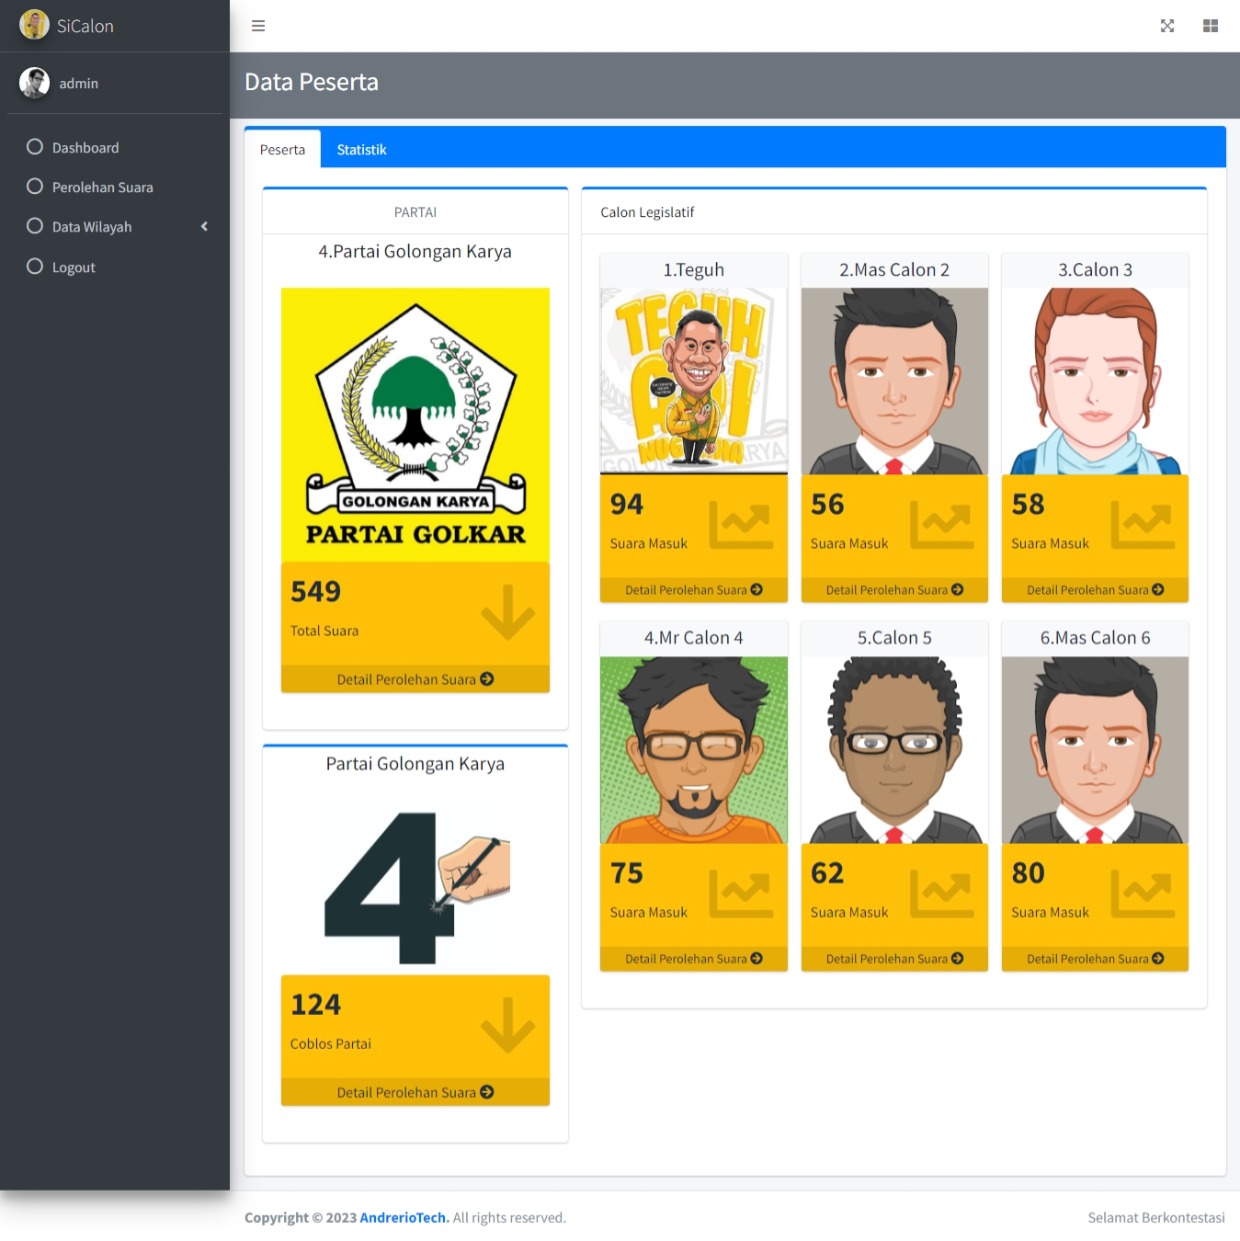 SiCalon
admin
Dashboard
Perolehan Suara
Data Wilayah
Logout
Data Peserta
Peserta
Statistik
PARTAI
4.Partai Golongan Karya
GOLONGAN KARYA
PARTAI GOLKAR
549
Total Suara
Detail Perolehan Suara
Partai Golongan Karya
4
124
Coblos Partai
Detail Perolehan Suara
Calon Legislatif
1.Teguh
2.Mas Calon 2
3.Calon 3
TEGUH
94
Suara Masuk
Detail Perolehan Suara
56
Suara Masuk
Detail Perolehan Suara
58
Suara Masuk
Detail Perolehan Suara
4.Mr Calon 4
5.Calon 5
6.Mas Calon 6
75
Suara Masuk
Detail Perolehan Suara
62
Suara Masuk
Detail Perolehan Suara
80
Suara Masuk
Detail Perolehan Suara
Copyright © 2023 AndrerioTech. All rights reserved.
Selamat Berkontestasi